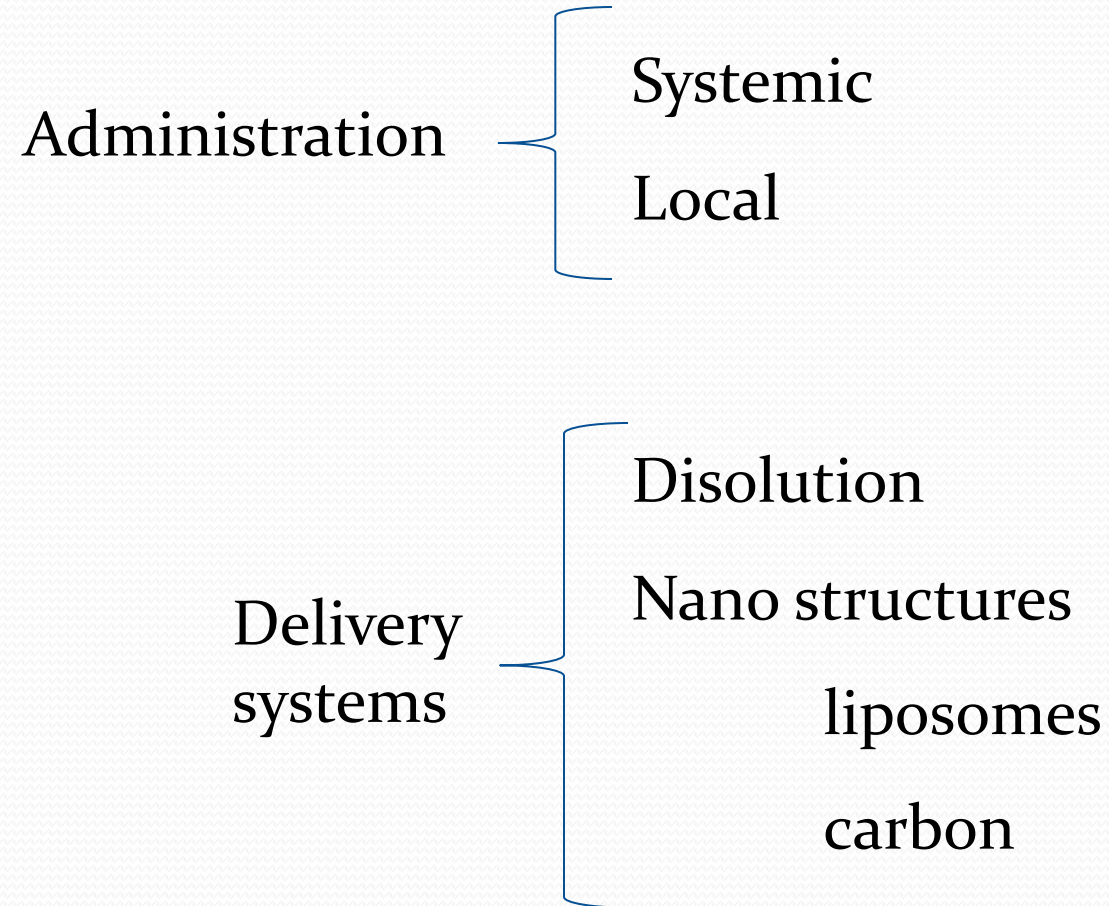 Administration
Systemic
Local
Delivery
systems
Disolution
Nano structures
liposomes
carbon